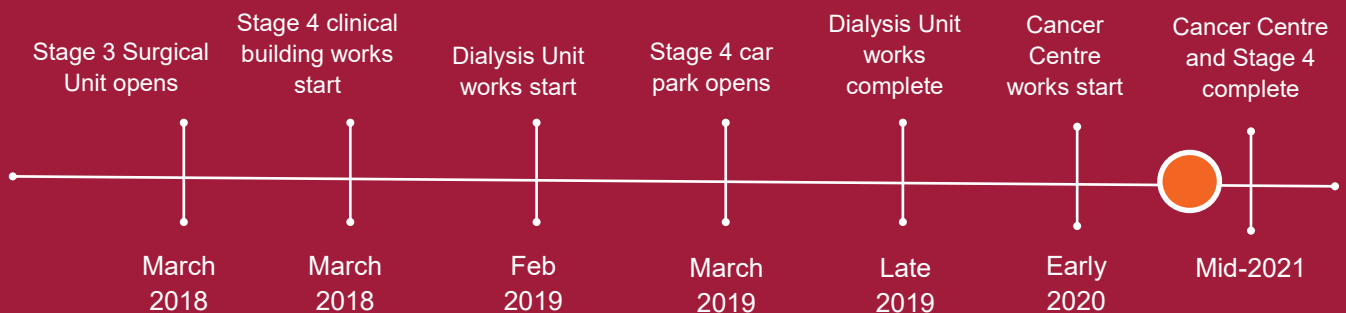 Stage 3 Surgical
Unit opens
Stage 4 clinical
building works
start
Dialysis Unit
works start
Stage 4 car
park opens
Dialysis Unit
works
complete
Cancer
Centre
works start
Cancer Centre
and Stage 4
complete
March
2018
March
2018
Feb
2019
March
2019
Late
2019
Early
2020
Mid-2021